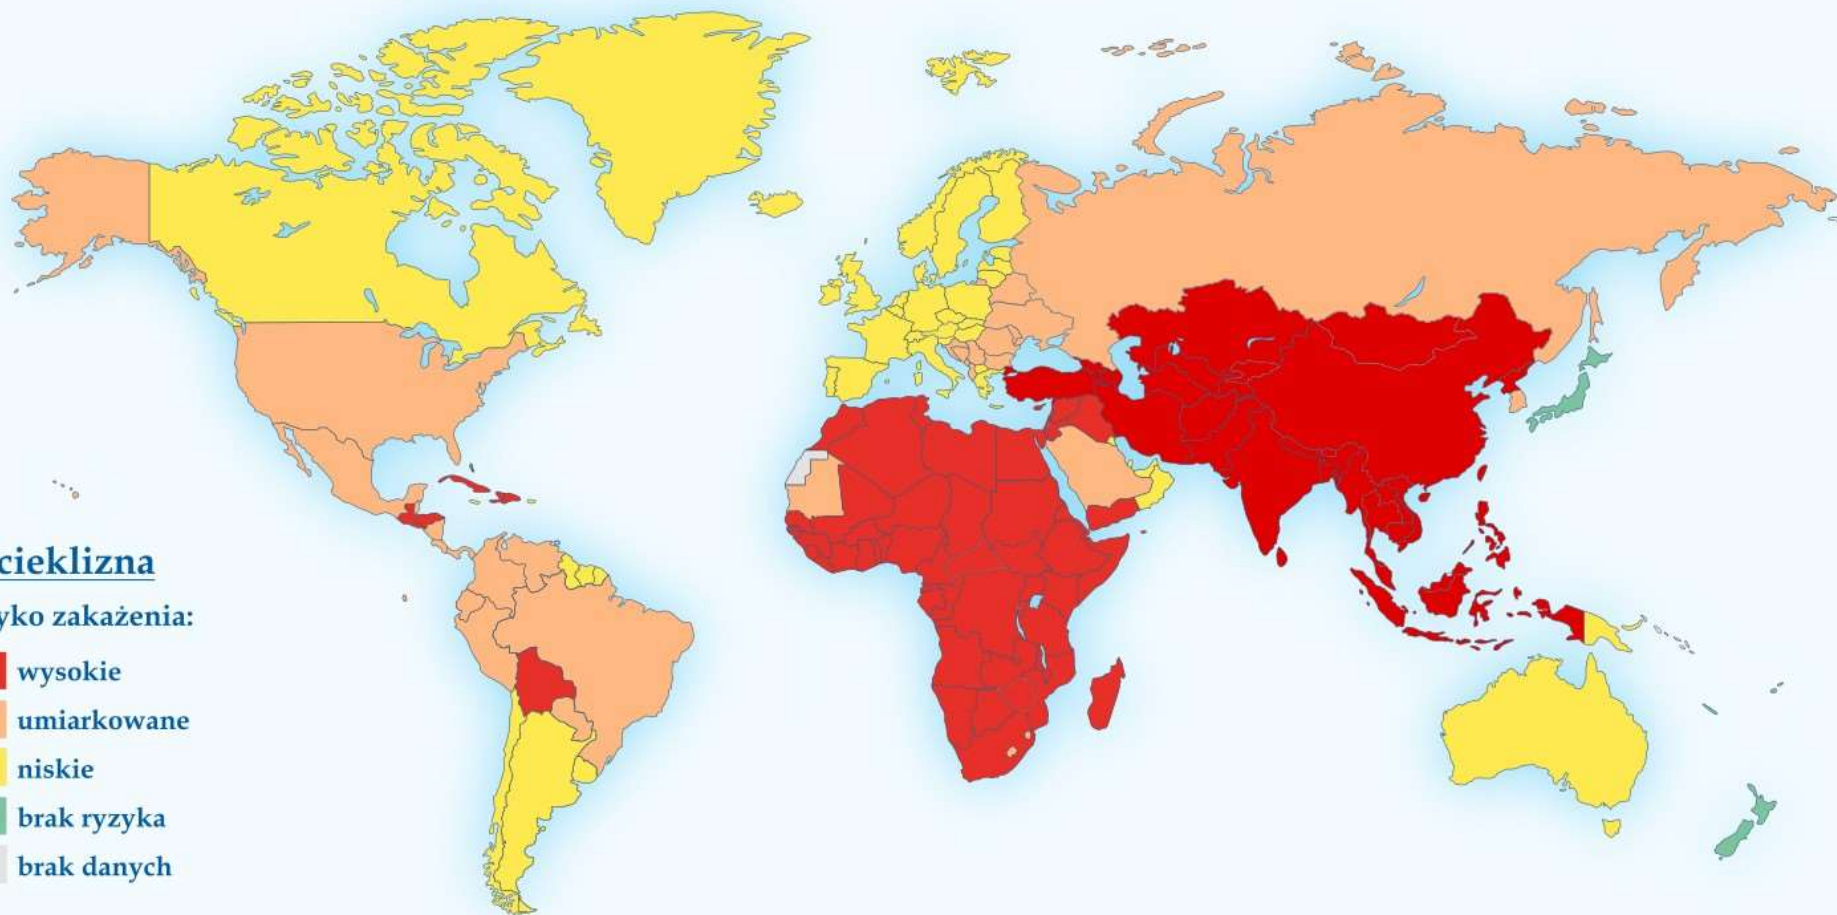 cieklizna
yko zakażenia:
wysokie
umiarkowane
niskie
brak ryzyka
brak danych